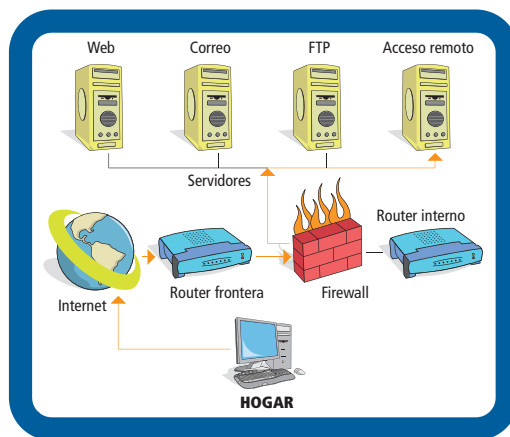 Web
Correo
FTP
Acceso remoto
Servidores
Router interno
Internet
Router frontera
Firewall
HOGAR